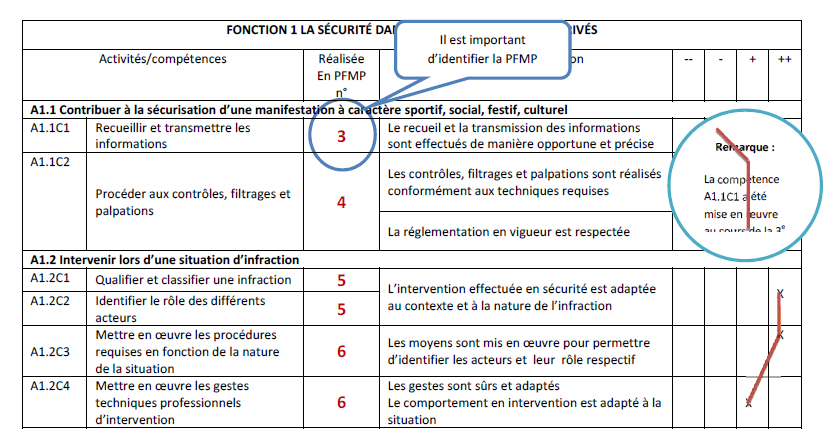 FONCTION 1 LA SÉCURITÉ DA RIVÉS
Il est important
d'identifier la PFMP
Activités/compétences
Réalisée
En PFMP
n°
on
--
-
+
++
A1.1 Contribuer à la sécurisation d'une manifestation à caractère sportif, social, festif, culturel
A1.1C1
Recueillir et transmettre les
informations
3
Le recueil et la transmission des informations
sont effectués de manière opportune et précise
Remarque :
La compétence
A1.1C1 a été
mise en œuvre
au cours de la 3e
A1.1C2
Procéder aux contrôles, filtrages et
palpations
4
Les contrôles, filtrages et palpations sont réalisés
conformément aux techniques requises
La réglementation en vigueur est respectée
A1.2 Intervenir lors d'une situation d'infraction
A1.2C1
Qualifier et classifier une infraction
5
L'intervention effectuée en sécurité est adaptée
au contexte et à la nature de l'infraction
X
A1.2C2
Identifier le rôle des différents
acteurs
5
A1.2C3
Mettre en œuvre les procédures
requises en fonction de la nature
de la situation
6
Les moyens sont mis en œuvre pour permettre
d'identifier les acteurs et leur rôle respectif
X
A1.2C4
Mettre en œuvre les gestes
techniques professionnels
d'intervention
6
Les gestes sont sûrs et adaptés
Le comportement en intervention est adapté à la
situation
X